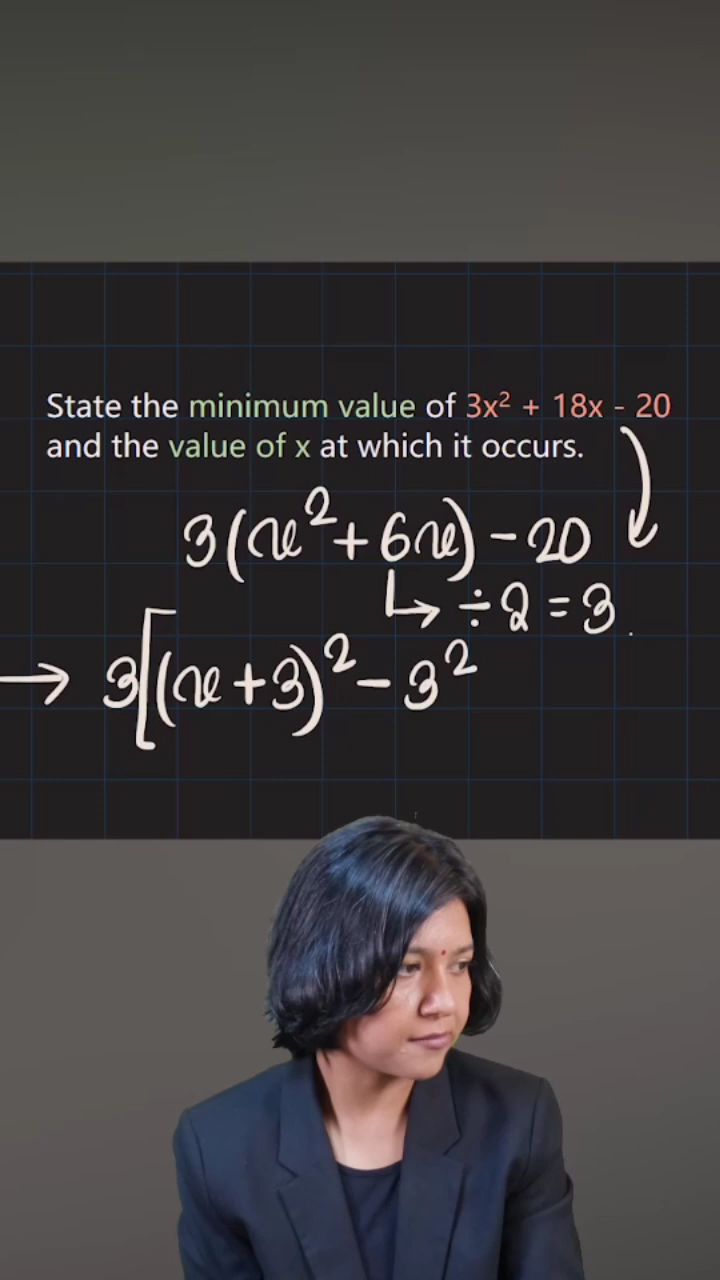 State the minimum value of 3x² + 18x - 20
and the value of x at which it occurs.
3(x²+6x)-20
↳ ÷2=3
→ 3[(x+3)²-3²